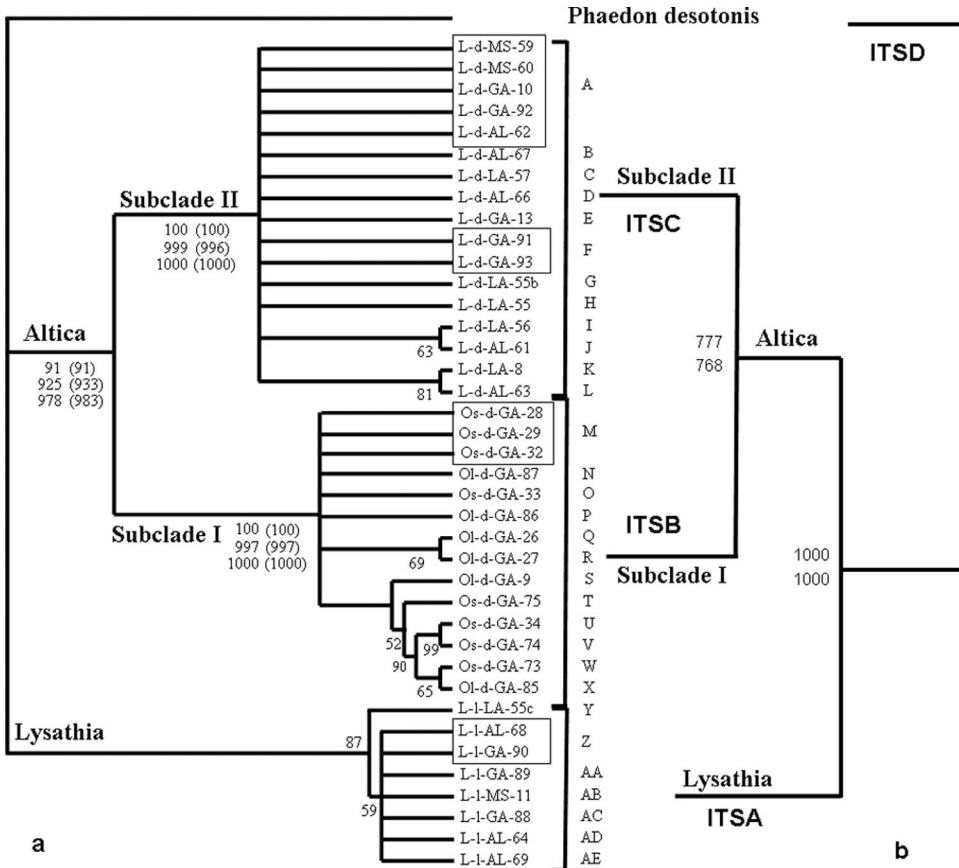 Phaedon desotonis
L-d-MS-59
L-d-MS-60
L-d-GA-10
L-d-GA-92
L-d-AL-62
L-d-AL-67
L-d-LA-57
L-d-AL-66
L-d-GA-13
L-d-GA-91
L-d-GA-93
L-d-LA-55b
L-d-LA-55
L-d-LA-56
L-d-AL-61
L-d-LA-8
L-d-AL-63
Os-d-GA-28
Os-d-GA-29
Os-d-GA-32
Ol-d-GA-87
Os-d-GA-33
Ol-d-GA-86
Ol-d-GA-26
Ol-d-GA-27
Ol-d-GA-9
Os-d-GA-75
Os-d-GA-34
Os-d-GA-74
Os-d-GA-73
Ol-d-GA-85
L-l-LA-55c
L-l-AL-68
L-l-GA-90
L-l-GA-89
L-l-MS-11
L-l-GA-88
L-l-AL-64
L-l-AL-69
A
B
C
D
E
F
G
H
I
J
K
L
M
N
O
P
Q
R
S
T
U
V
W
X
Y
Z
AA
AB
AC
AD
AE
Subclade II
100 (100)
999 (996)
1000 (1000)
Altica
91 (91)
925 (933)
978 (983)
63
81
Subclade I
100 (100)
997 (997)
1000 (1000)
69
52
99
90
65
Lysathia
87
59
a
ITSD
Subclade II
ITSC
777
768
Altica
ITSB
Subclade I
1000
1000
Lysathia
ITSA
b